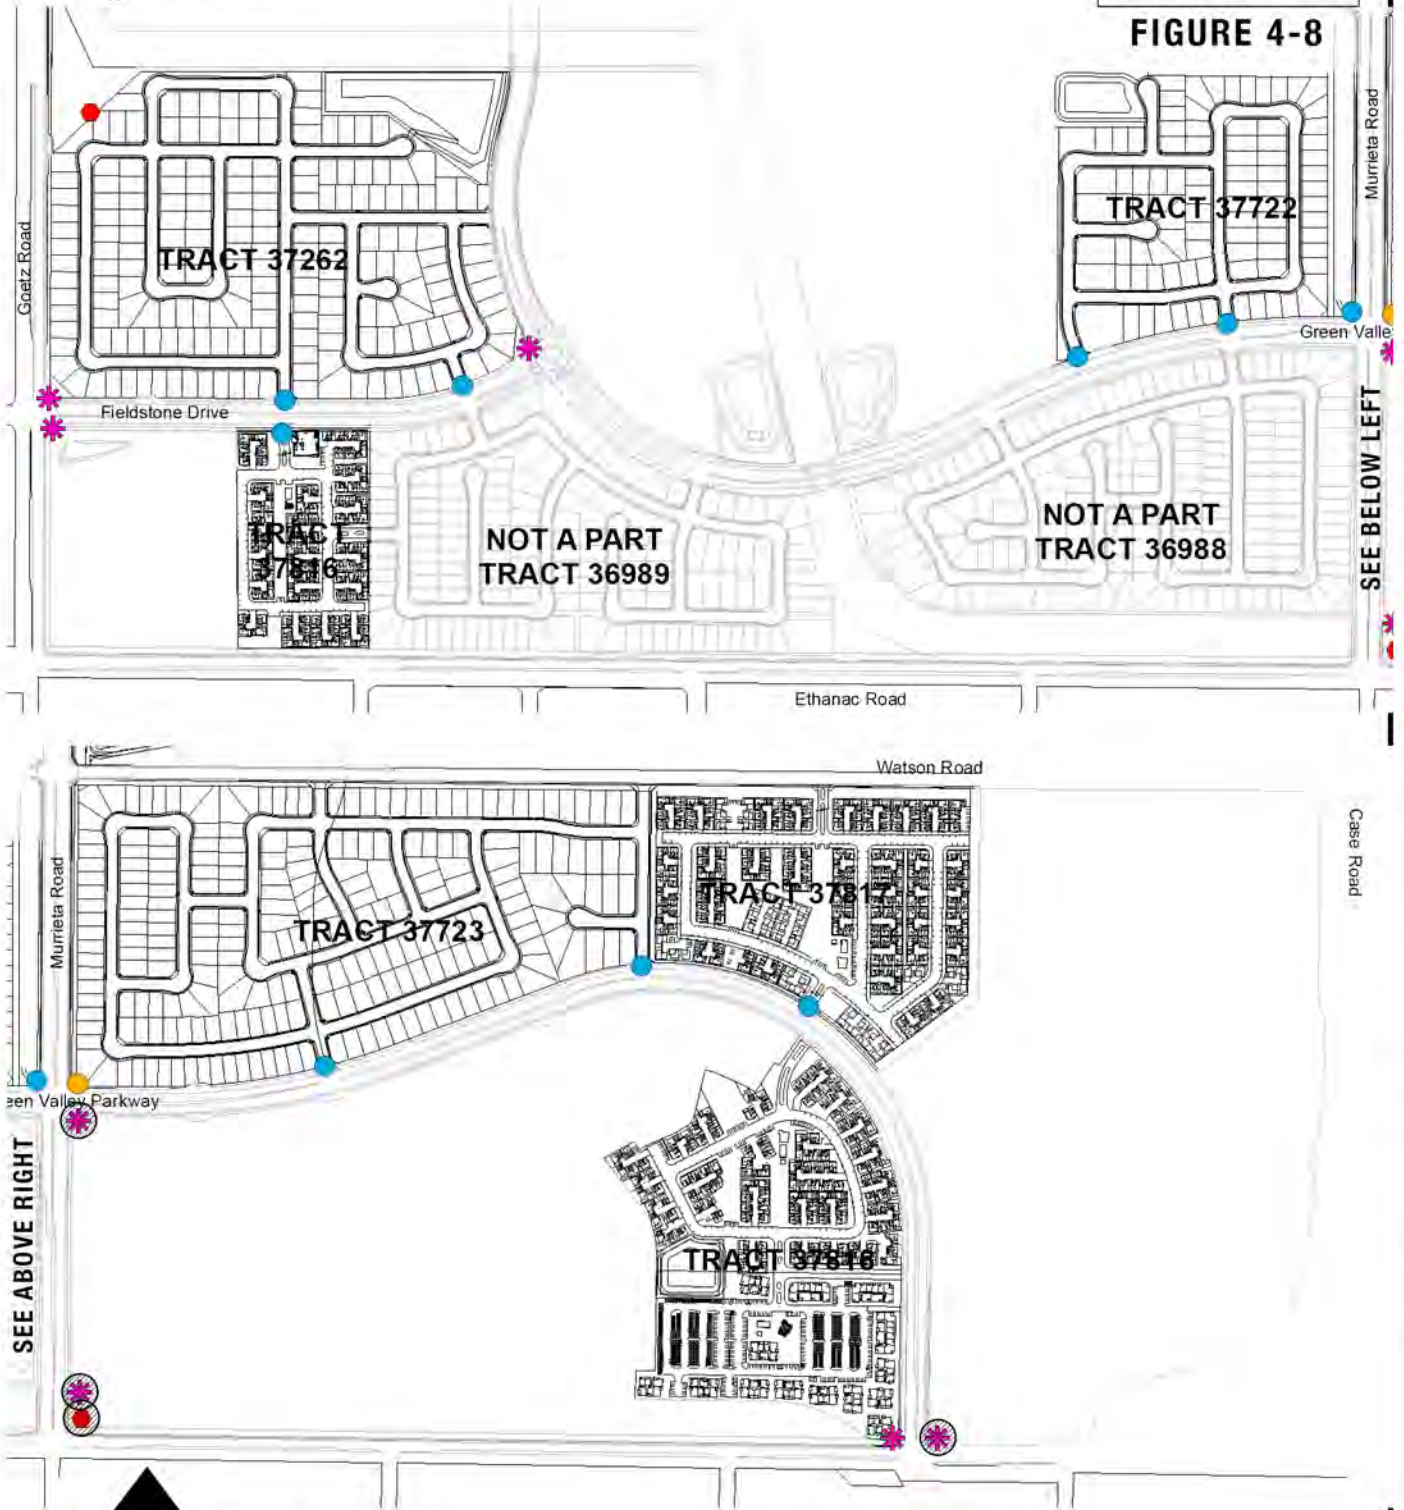 FIGURE 4-8
Murrieta Road
TRACT 37722
Goetz Road
TRACT 37262
Green Valle
Fieldstone Drive
SEE BELOW LEFT
TRACT
37816
NOT A PART
TRACT 36989
NOT A PART
TRACT 36988
Ethanac Road
Watson Road
Case Road
Murrieta Road
TRACT 37817
TRACT 37723
een Valley Parkway
SEE ABOVE RIGHT
TRACT 37818